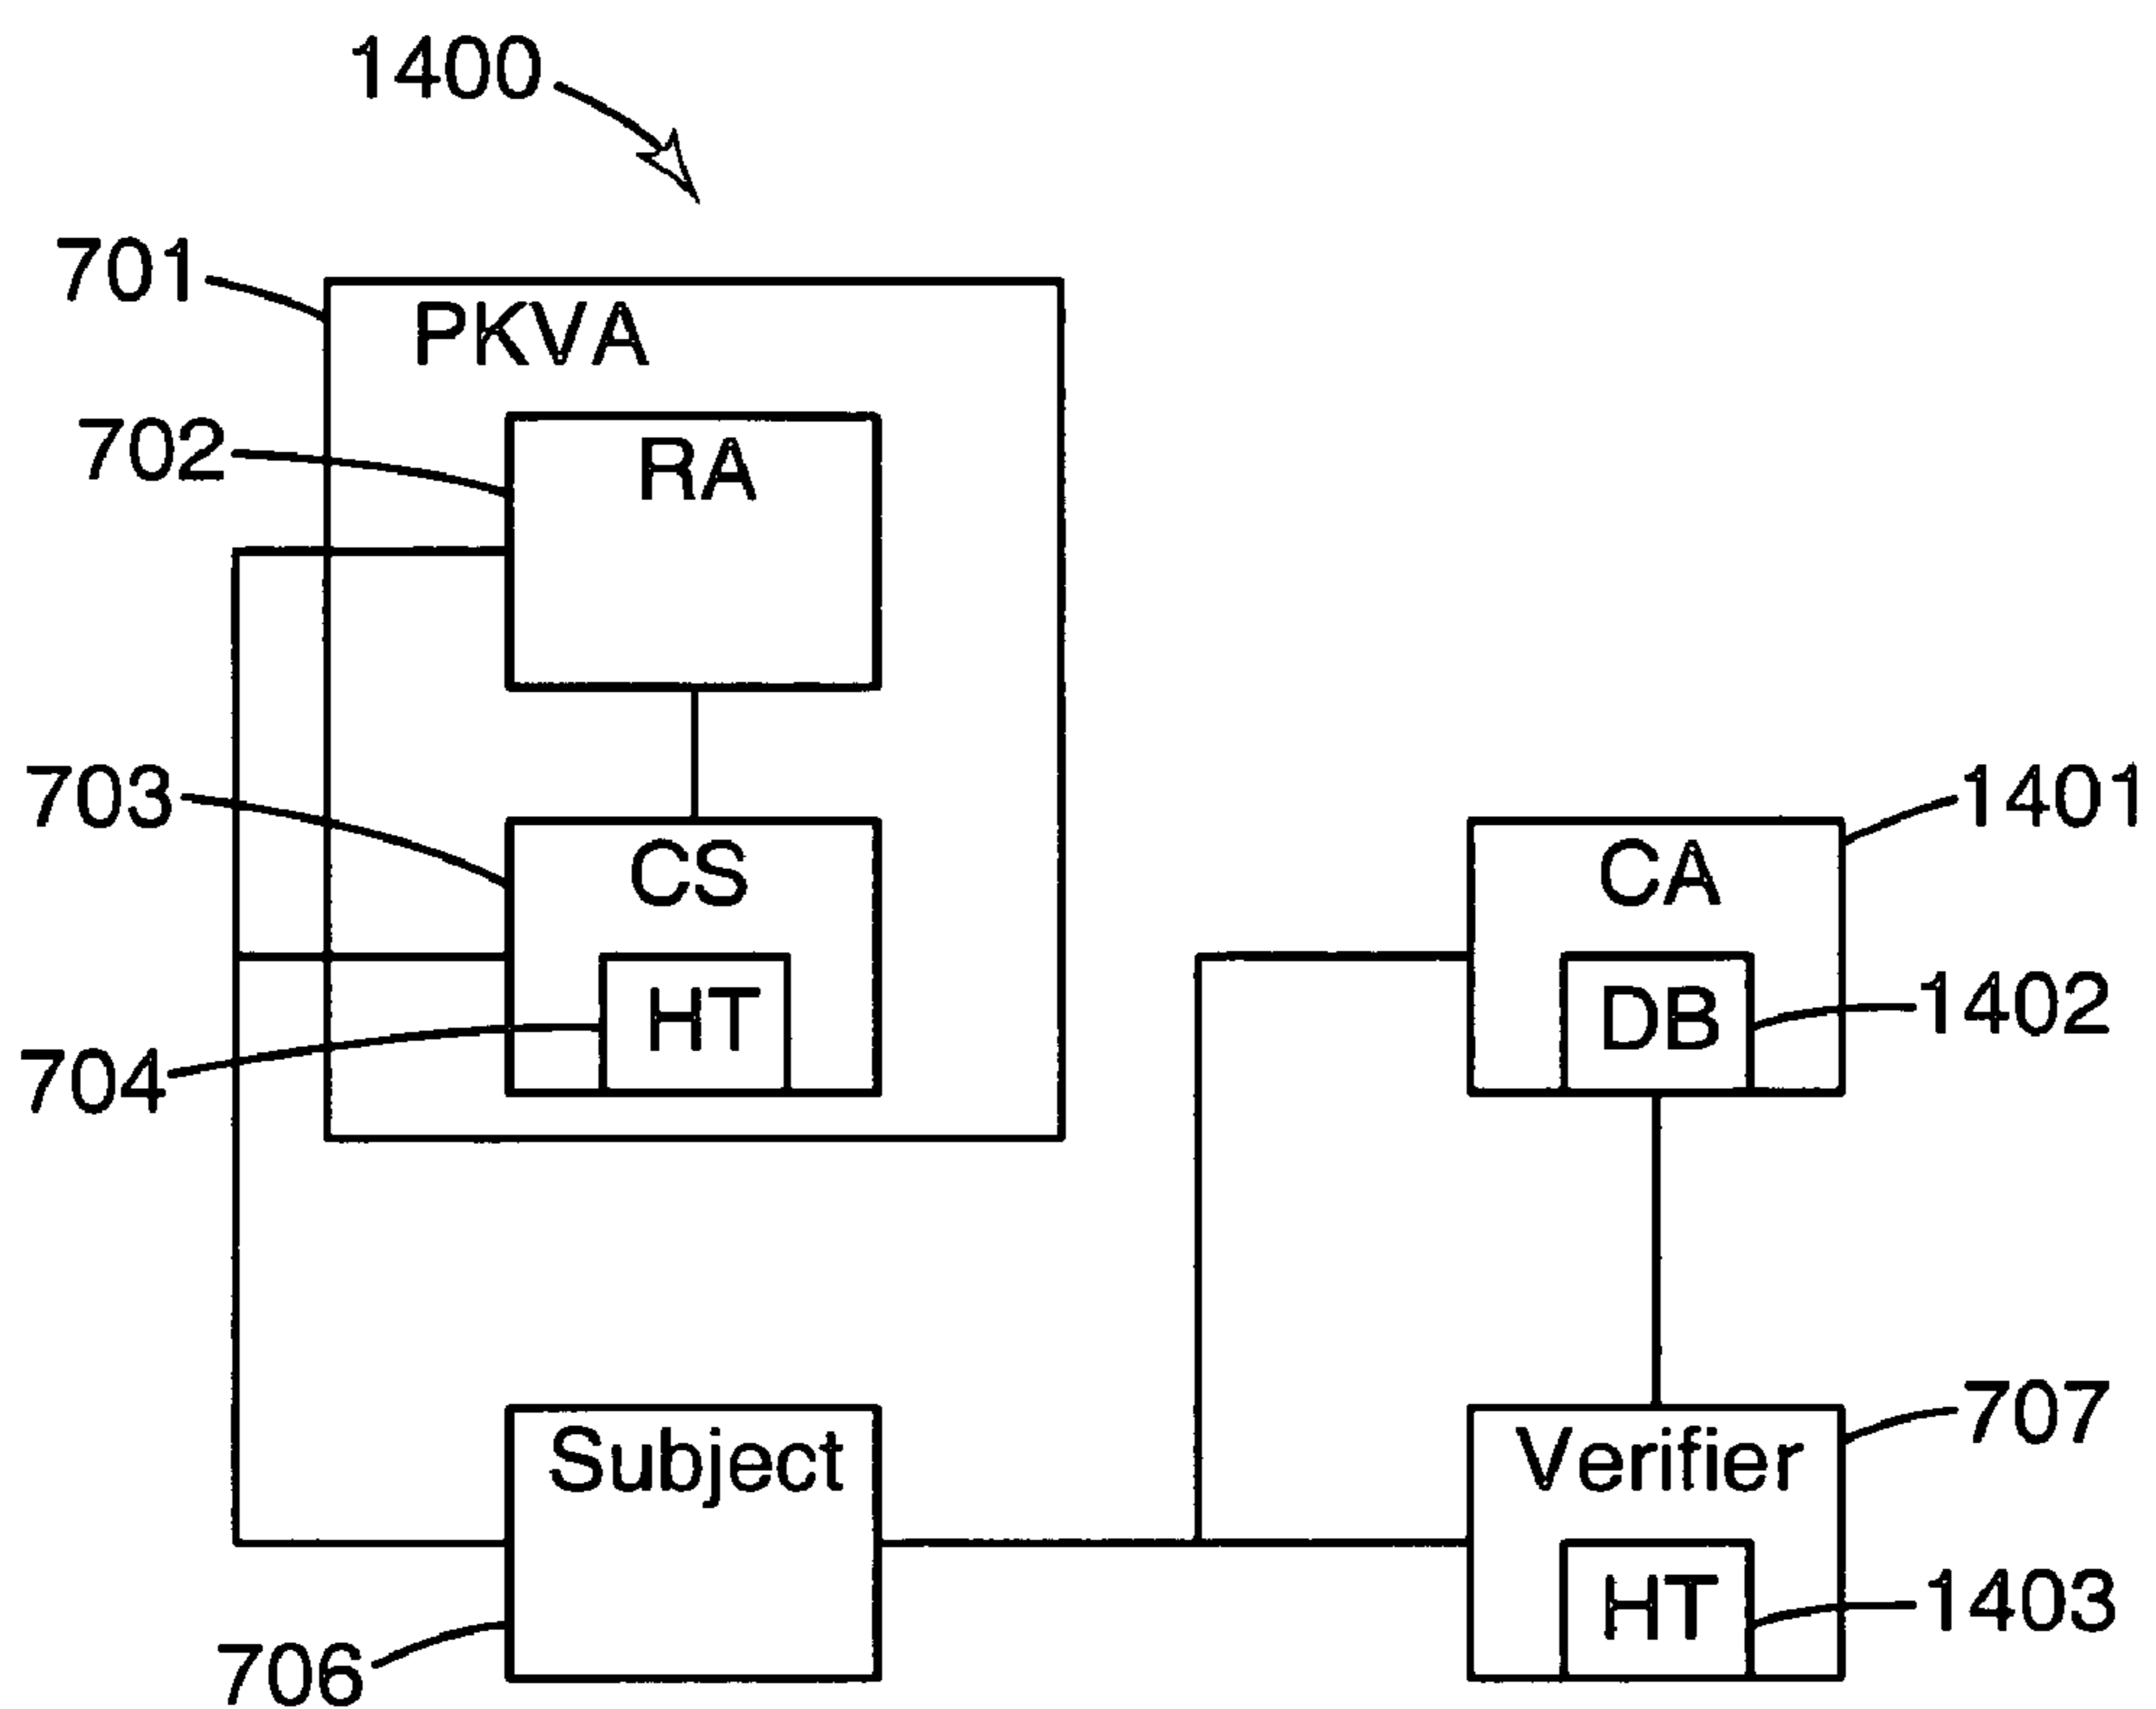 1400
701
PKVA
702
RA
703
CS
1401
CA
704
HT
1402
DB
707
Subject
Verifier
706
HT
1403